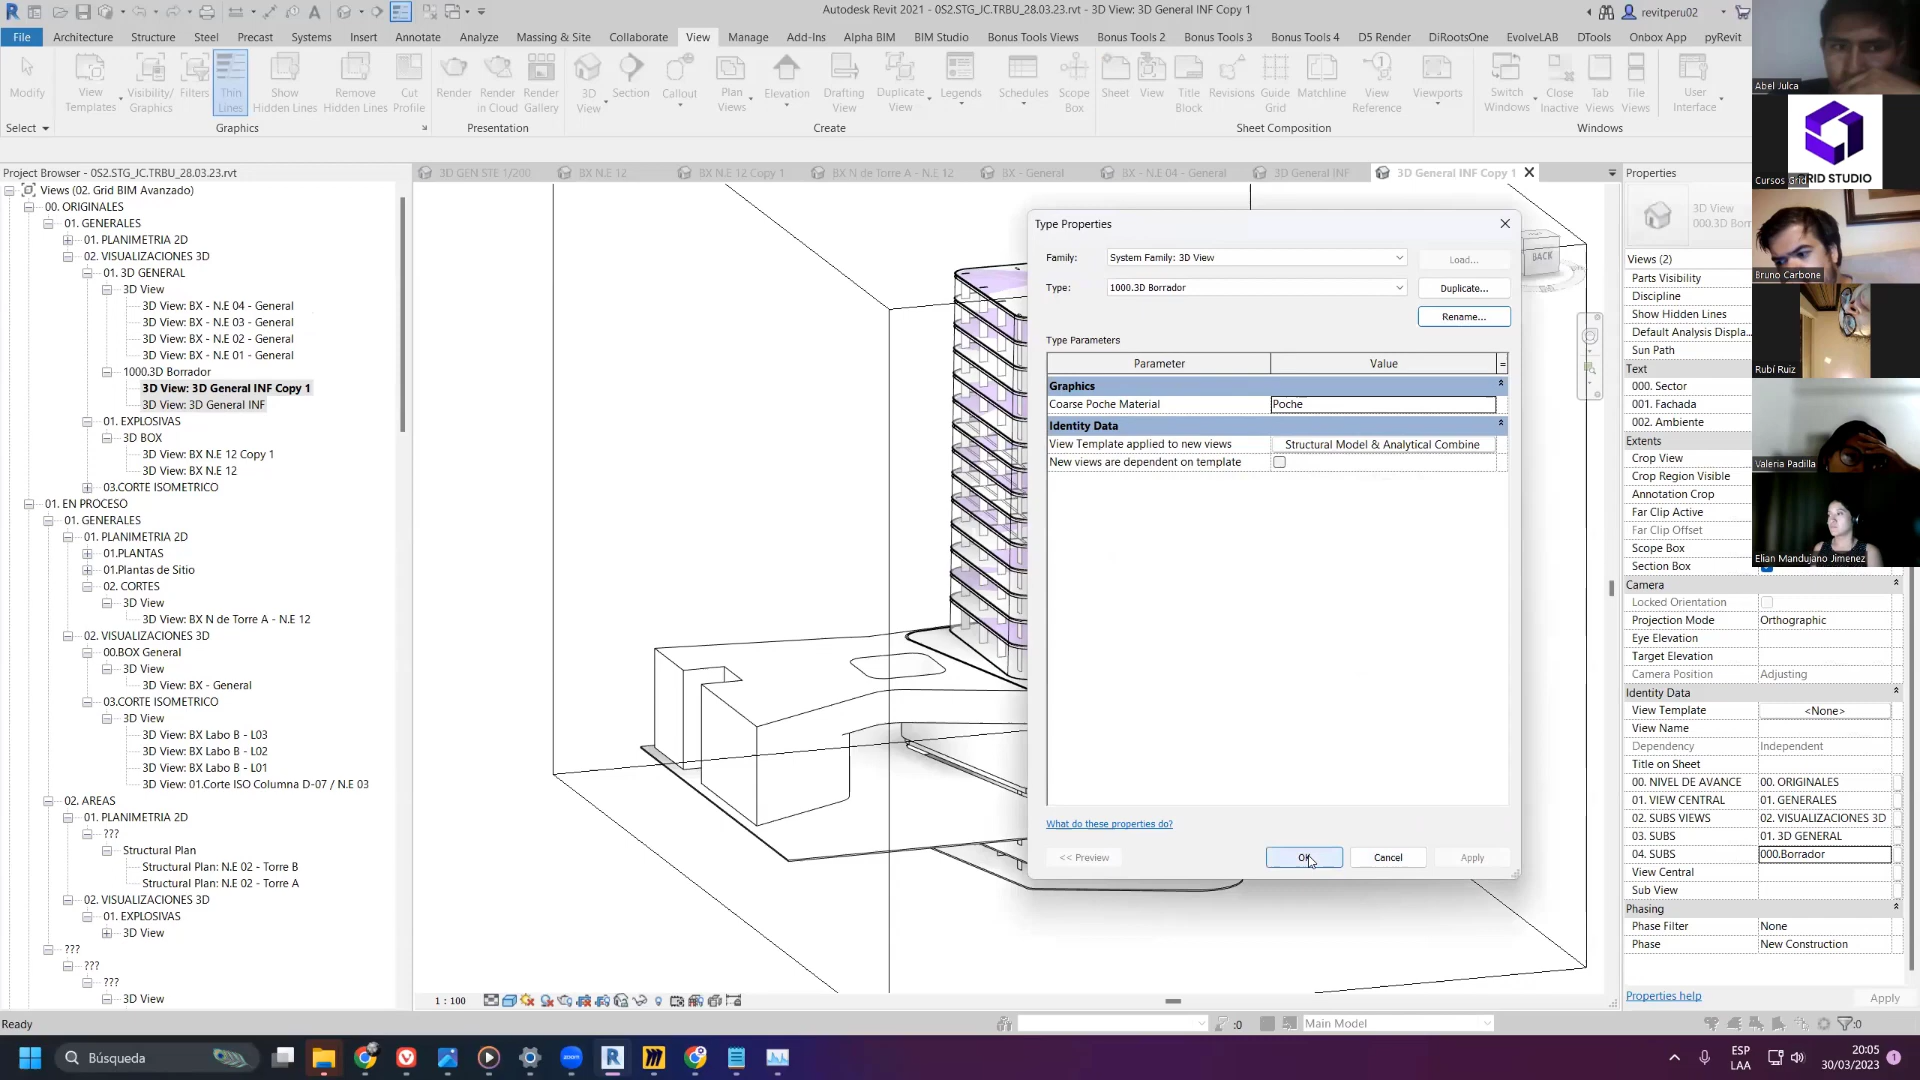 Autodesk Revit 2021 - 0S2.STG_JC.TRBU_28.03.23.rvt - 3D View: 3D General INF Copy 1
revitperu02
File Architecture Structure Steel Precast Systems Insert Annotate Analyze Massing & Site Collaborate View Manage Add-Ins Alpha BIM BIM Studio Bonus Tools Views Bonus Tools 2 Bonus Tools 3 Bonus Tools 4 D5 Render DiRootsOne EvolveLAB DTools Onbox App pyRevit
Modify
View Templates
Visibility/ Graphics
Filters
Thin Lines
Show Hidden Lines
Remove Hidden Lines
Cut Profile
Render
Render in Cloud
Render Gallery
3D View
Section
Callout
Plan Views
Elevation
Drafting View
Duplicate View
Legends
Schedules
Scope Box
Sheet
View
Title Block
Revisions
Guide Grid
Matchline
View Reference
Viewports
Switch Windows
Close Inactive
Tab Views
Tile Views
User Interface
Select Graphics Presentation Create Sheet Composition Windows
Abel Julca
Cursos Grid
GRID STUDIO
Bruno Carbone
Rubí Ruiz
Valeria Padilla
Elian Mandujano Jimenez
Project Browser - 0S2.STG_JC.TRBU_28.03.23.rvt
3D GEN STE 1/200
BX N.E 12
BX N.E 12 Copy 1
BX N de Torre A - N.E 12
BX - General
BX - N.E 04 - General
3D General INF
3D General INF Copy 1
Views (02. Grid BIM Avanzado)
00. ORIGINALES
01. GENERALES
01. PLANIMETRIA 2D
02. VISUALIZACIONES 3D
01. 3D GENERAL
3D View
3D View: BX - N.E 04 - General
3D View: BX - N.E 03 - General
3D View: BX - N.E 02 - General
3D View: BX - N.E 01 - General
1000.3D Borrador
3D View: 3D General INF Copy 1
3D View: 3D General INF
01. EXPLOSIVAS
3D BOX
3D View: BX N.E 12 Copy 1
3D View: BX N.E 12
03.CORTE ISOMETRICO
01. EN PROCESO
01. GENERALES
01. PLANIMETRIA 2D
01.PLANTAS
01.Plantas de Sitio
02. CORTES
3D View
3D View: BX N de Torre A - N.E 12
02. VISUALIZACIONES 3D
00.BOX General
3D View
3D View: BX - General
03.CORTE ISOMETRICO
3D View
3D View: BX Labo B - L03
3D View: BX Labo B - L02
3D View: BX Labo B - L01
3D View: 01.Corte ISO Columna D-07 / N.E 03
02. AREAS
01. PLANIMETRIA 2D
???
Structural Plan
Structural Plan: N.E 02 - Torre B
Structural Plan: N.E 02 - Torre A
02. VISUALIZACIONES 3D
01. EXPLOSIVAS
3D View
???
???
???
3D View
Type Properties
Family: System Family: 3D View Load...
Type: 1000.3D Borrador Duplicate...
Rename...
Type Parameters
Parameter Value =
Graphics
Coarse Poche Material Poche
Identity Data
View Template applied to new views Structural Model & Analytical Combine
New views are dependent on template
What do these properties do?
<< Preview OK Cancel Apply
BACK
Properties
3D View
000.3D Borr
Views (2)
Parts Visibility
Discipline
Show Hidden Lines
Default Analysis Displa...
Sun Path
Text
000. Sector
001. Fachada
002. Ambiente
Extents
Crop View
Crop Region Visible
Annotation Crop
Far Clip Active
Far Clip Offset
Scope Box
Section Box
Camera
Locked Orientation
Projection Mode Orthographic
Eye Elevation
Target Elevation
Camera Position Adjusting
Identity Data
View Template <None>
View Name
Dependency Independent
Title on Sheet
00. NIVEL DE AVANCE 00. ORIGINALES
01. VIEW CENTRAL 01. GENERALES
02. SUBS VIEWS 02. VISUALIZACIONES 3D
03. SUBS 01. 3D GENERAL
04. SUBS 000.Borrador
View Central
Sub View
Phasing
Phase Filter None
Phase New Construction
Properties help Apply
1 : 100
Ready
:0
Main Model
:0
Búsqueda
ESP
LAA
20:05
30/03/2023
1